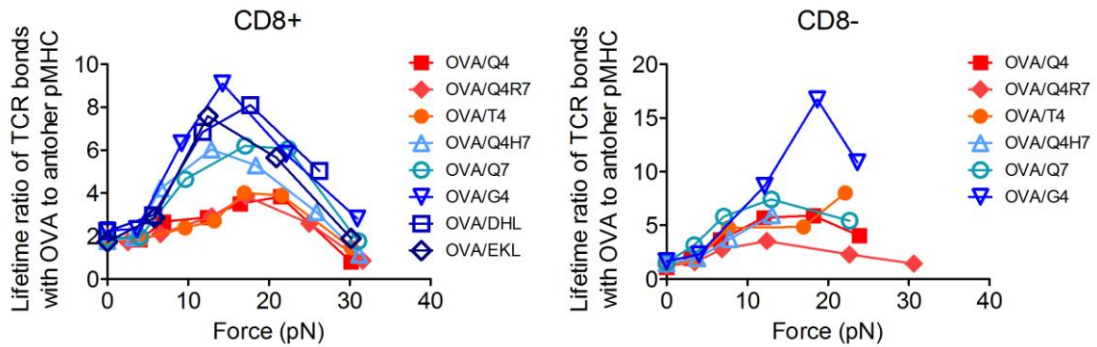 CD8+
Lifetime ratio of TCR bonds
with OVA to antoher pMHC
10
8
6
4
2
0
0 10 20 30 40
Force (pN)
OVA/Q4
OVA/Q4R7
OVA/T4
OVA/Q4H7
OVA/Q7
OVA/G4
OVA/DHL
OVA/EKL
CD8-
Lifetime ratio of TCR bonds
with OVA to antoher pMHC
20
15
10
5
0
0 10 20 30 40
Force (pN)
OVA/Q4
OVA/Q4R7
OVA/T4
OVA/Q4H7
OVA/Q7
OVA/G4